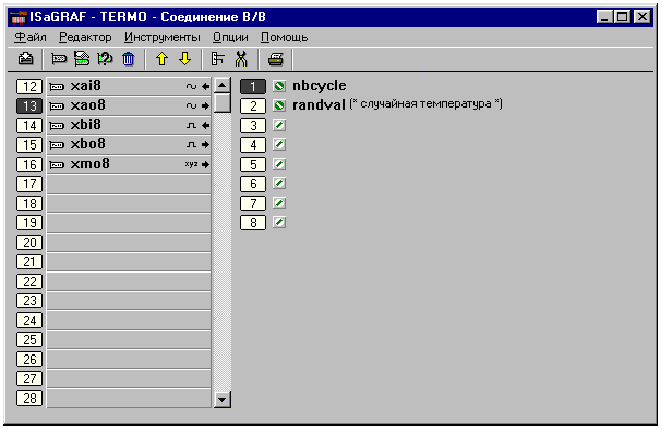 ISaGRAF - TERMO - Соединение В/В
Файл Редактор Инструменты Опции Помощь
12 xai8
13 xao8
14 xbi8
15 xbo8
16 xmo8 xyz
17
18
19
20
21
22
23
24
25
26
27
28
1 nbcycle
2 randval (* случайная температура *)
3
4
5
6
7
8